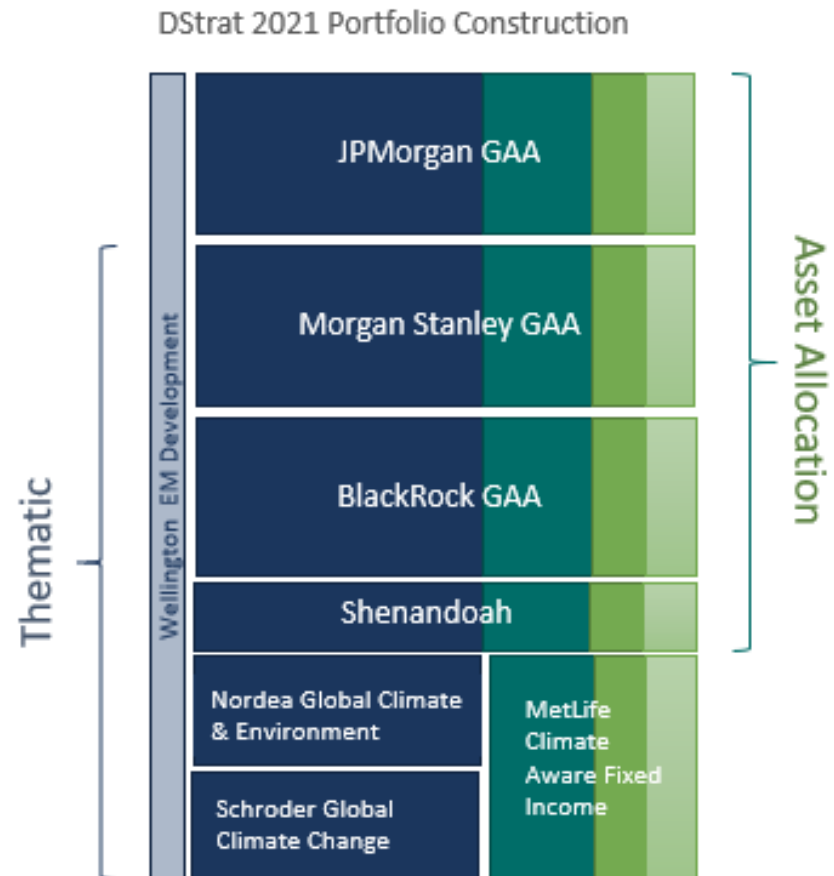 DStrat 2021 Portfolio Construction
JPMorgan GAA
Morgan Stanley GAA
BlackRock GAA
Shenandoah
Nordea Global Climate
& Environment
Schroder Global
Climate Change
MetLife
Climate
Aware Fixed
Income
Wellington EM Development
Thematic
Asset Allocation